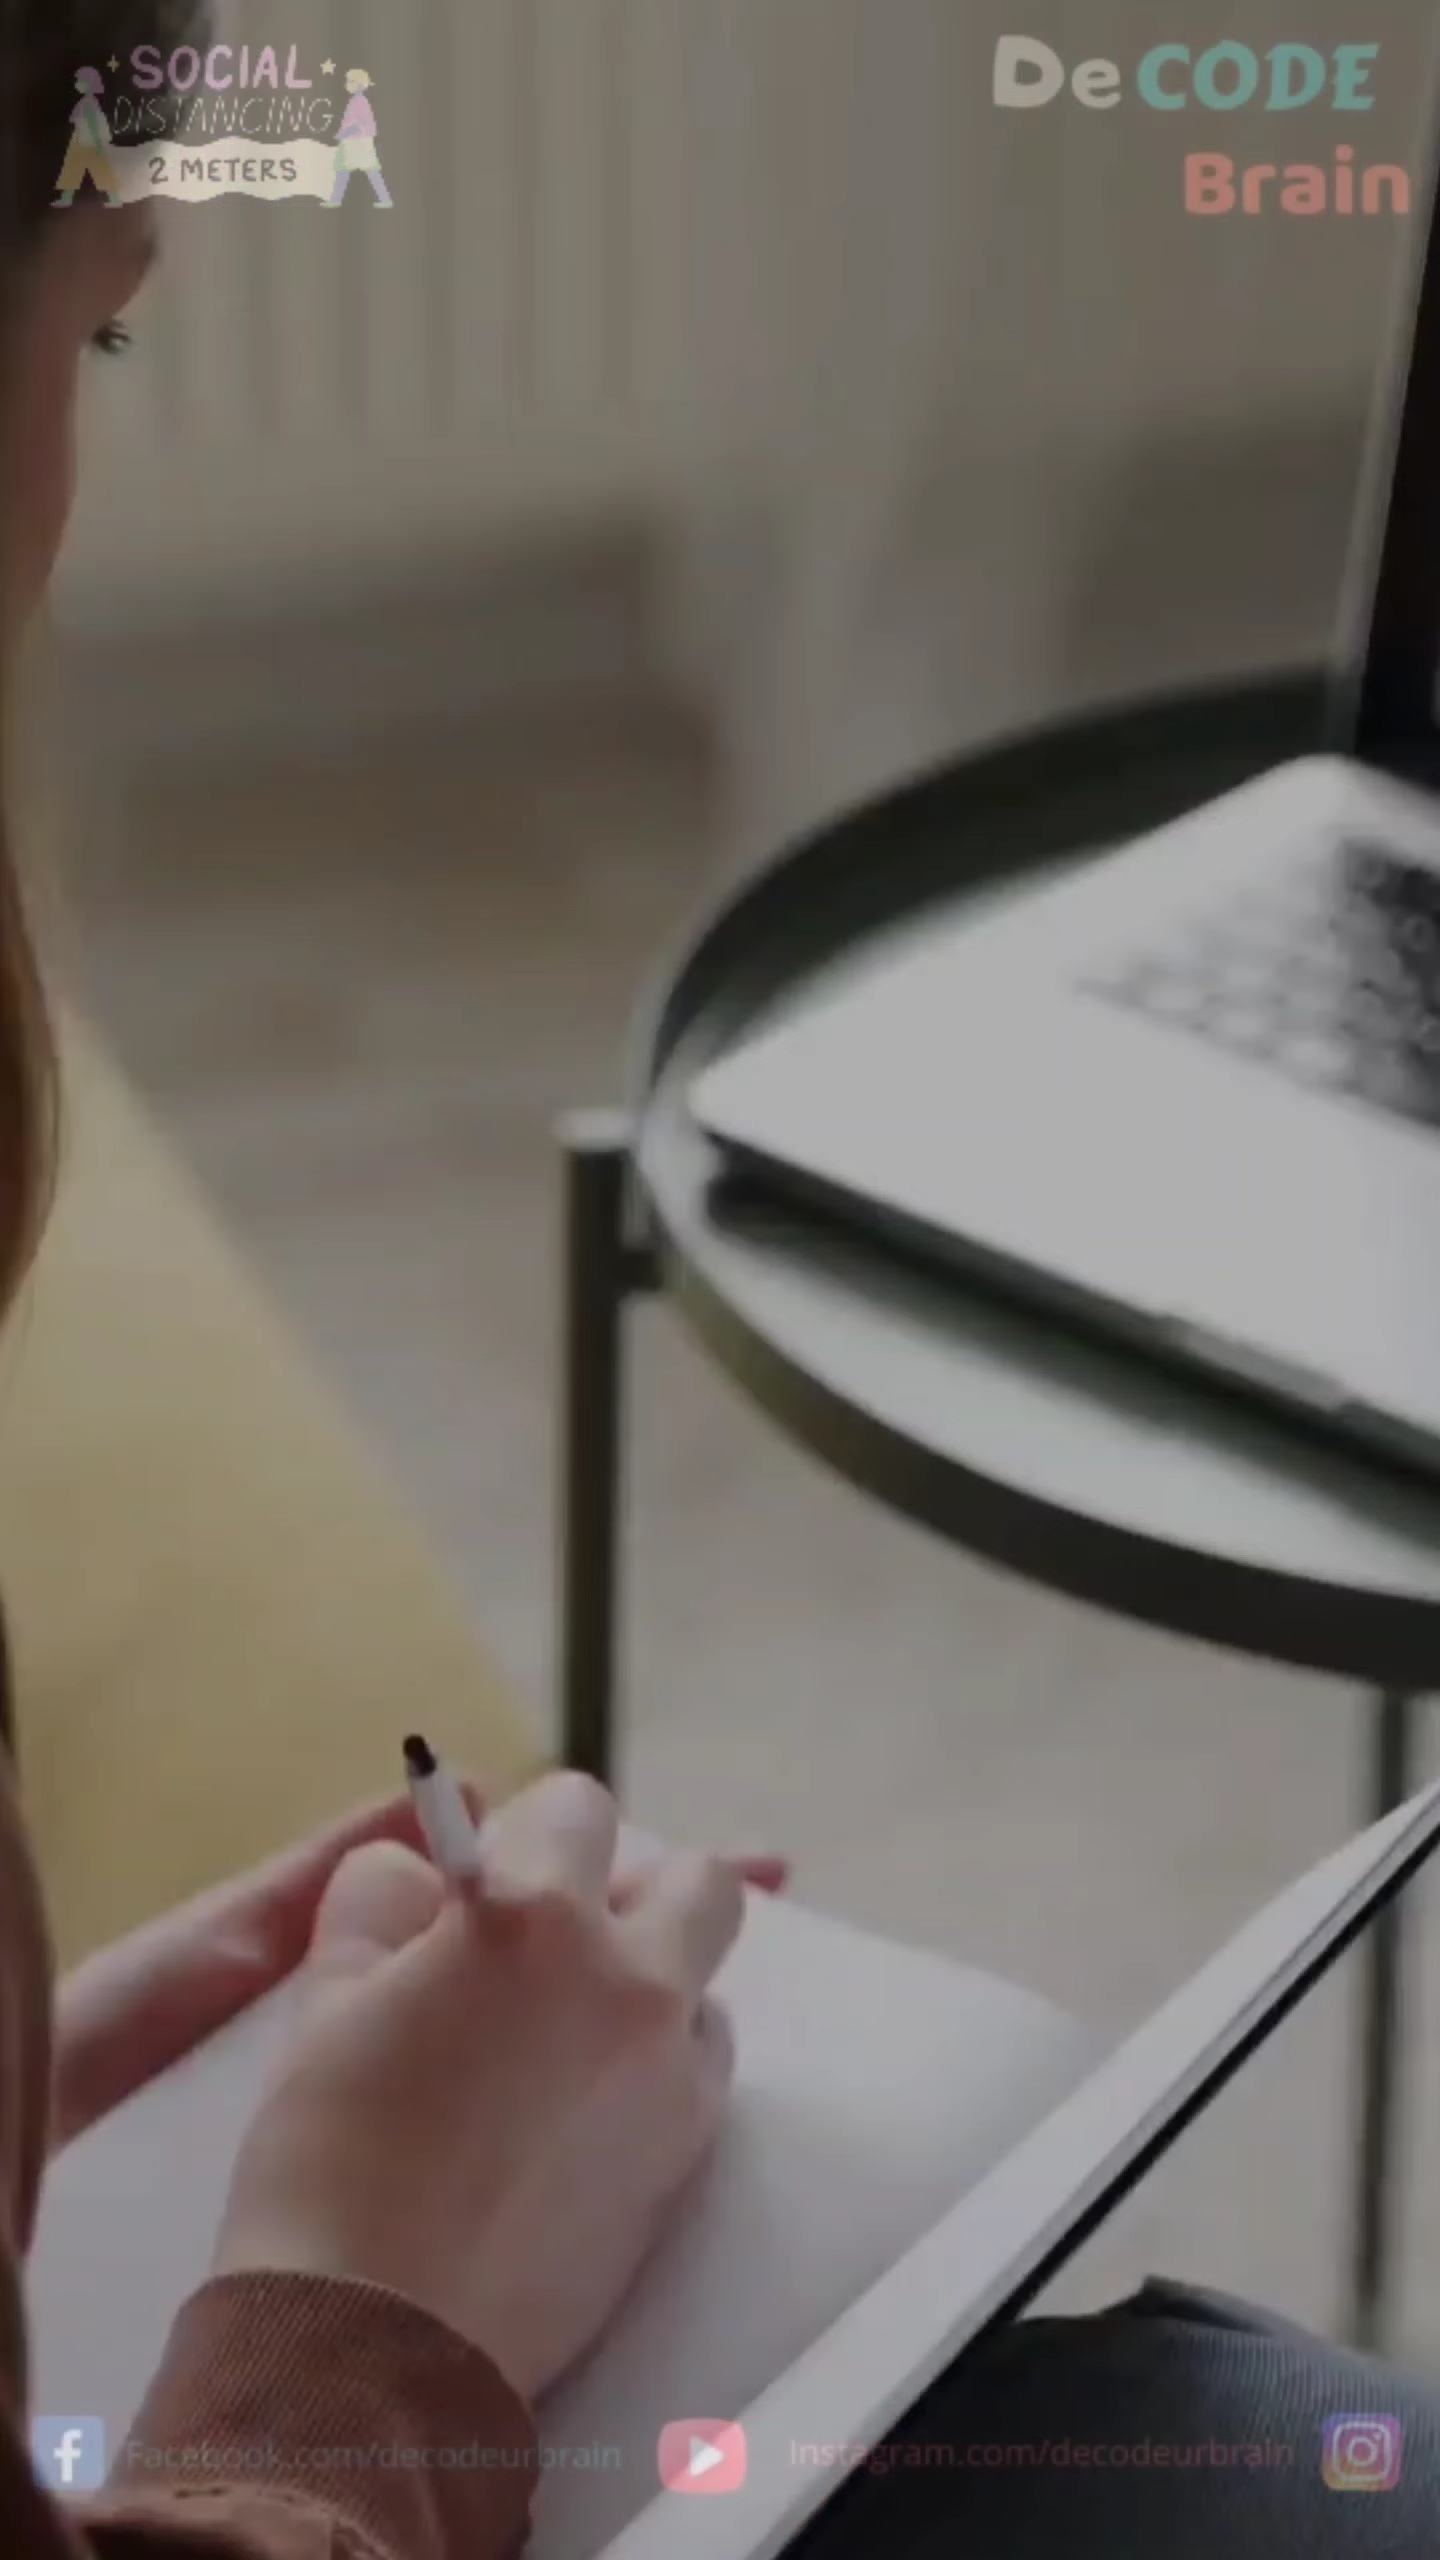 SOCIAL
DISTANCING
2 METERS
DeCODE
Brain
Facebook.com/decodeurbrain
Instagram.com/decodeurbrain